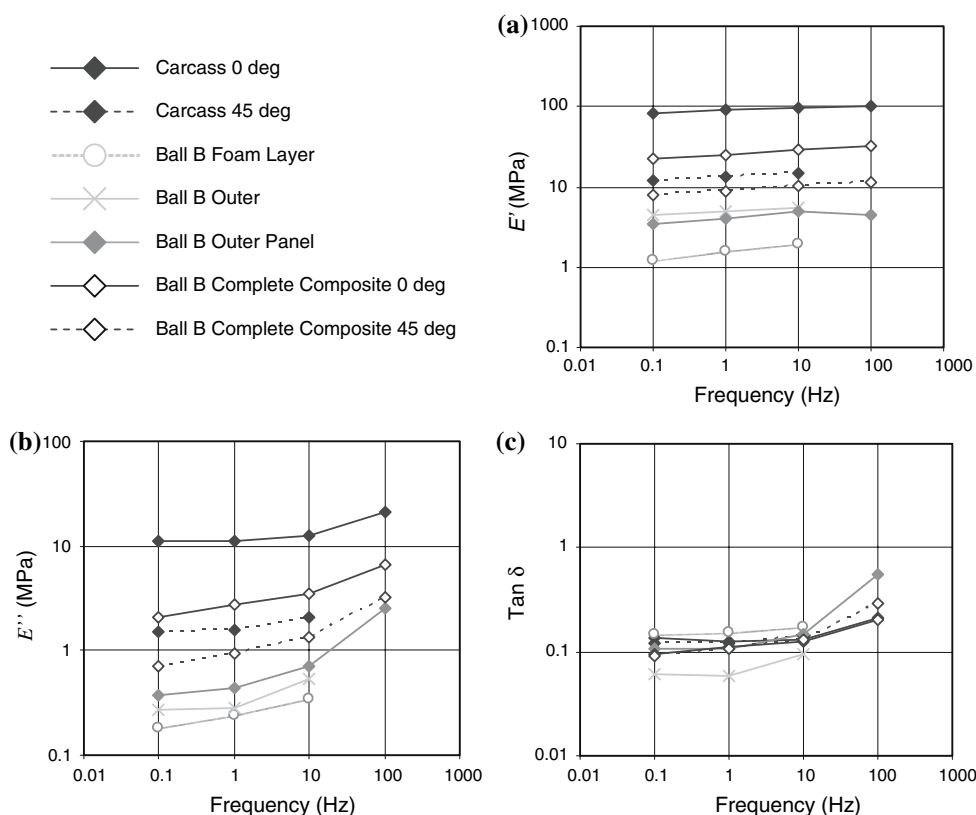 Carcass 0 deg
Carcass 45 deg
Ball B Foam Layer
Ball B Outer
Ball B Outer Panel
Ball B Complete Composite 0 deg
Ball B Complete Composite 45 deg
(a)
1000
100
10
1
0.1
E' (MPa)
0.01 0.1 1 10 100 1000
Frequency (Hz)
(b)
100
10
1
0.1
E'' (MPa)
0.01 0.1 1 10 100 1000
Frequency (Hz)
(c)
10
1
0.1
0.01
Tan δ
0.01 0.1 1 10 100 1000
Frequency (Hz)